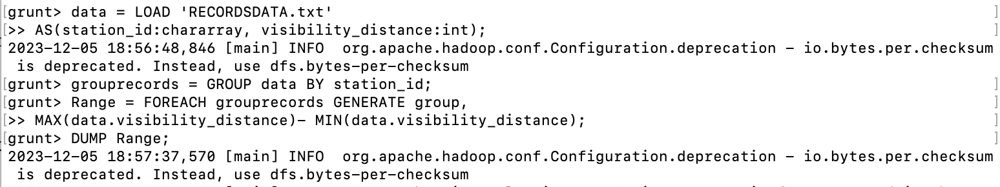 [grunt> data = LOAD 'RECORDSDATA.txt' ]
[>> AS(station_id:chararray, visibility_distance:int); ]
2023-12-05 18:56:48,846 [main] INFO  org.apache.hadoop.conf.Configuration.deprecation - io.bytes.per.checksum
 is deprecated. Instead, use dfs.bytes-per-checksum
[grunt> grouprecords = GROUP data BY station_id; ]
[grunt> Range = FOREACH grouprecords GENERATE group, ]
[>> MAX(data.visibility_distance)- MIN(data.visibility_distance); ]
[grunt> DUMP Range; ]
2023-12-05 18:57:37,570 [main] INFO  org.apache.hadoop.conf.Configuration.deprecation - io.bytes.per.checksum
 is deprecated. Instead, use dfs.bytes-per-checksum